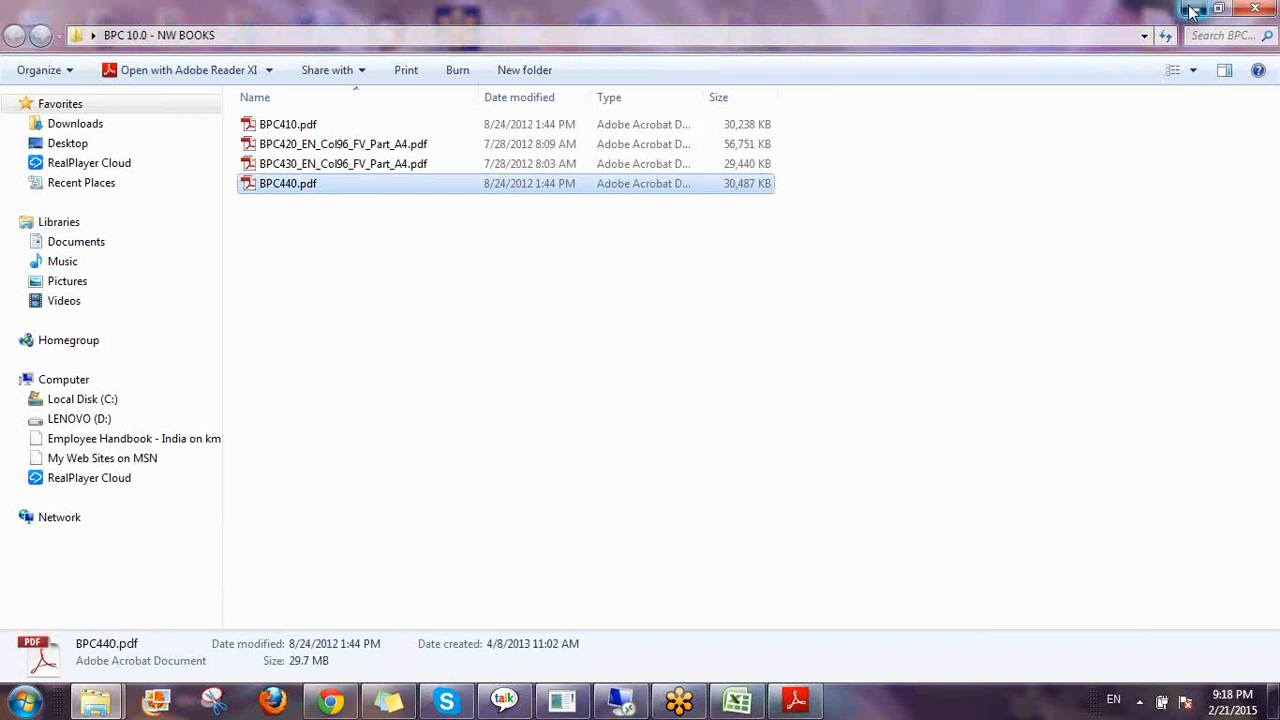 BPC 10.0 - NW BOOKS
Search BPC...
Organize
Open with Adobe Reader XI
Share with
Print
Burn
New folder
Name
Date modified
Type
Size
Favorites
Downloads
Desktop
RealPlayer Cloud
Recent Places
Libraries
Documents
Music
Pictures
Videos
Homegroup
Computer
Local Disk (C:)
LENOVO (D:)
Employee Handbook - India on km
My Web Sites on MSN
RealPlayer Cloud
Network
BPC410.pdf 8/24/2012 1:44 PM Adobe Acrobat D... 30,238 KB
BPC420_EN_Col96_FV_Part_A4.pdf 7/28/2012 8:09 AM Adobe Acrobat D... 56,751 KB
BPC430_EN_Col96_FV_Part_A4.pdf 7/28/2012 8:03 AM Adobe Acrobat D... 29,440 KB
BPC440.pdf 8/24/2012 1:44 PM Adobe Acrobat D... 30,487 KB
PDF
BPC440.pdf Date modified: 8/24/2012 1:44 PM Date created: 4/8/2013 11:02 AM
Adobe Acrobat Document Size: 29.7 MB
talk
EN
9:18 PM
2/21/2015